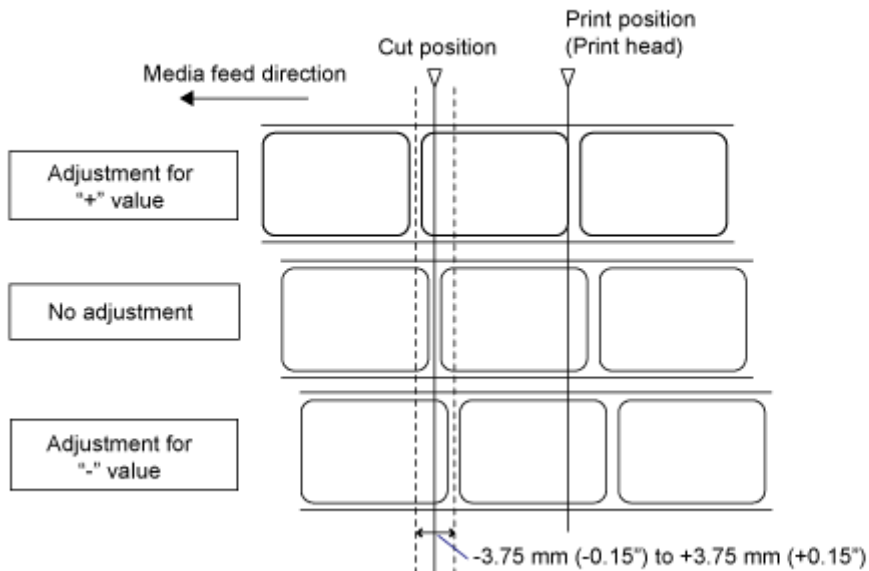 Print position
(Print head)
Cut position
Media feed direction
Adjustment for
“+” value
No adjustment
Adjustment for
“-” value
-3.75 mm (-0.15”) to +3.75 mm (+0.15”)